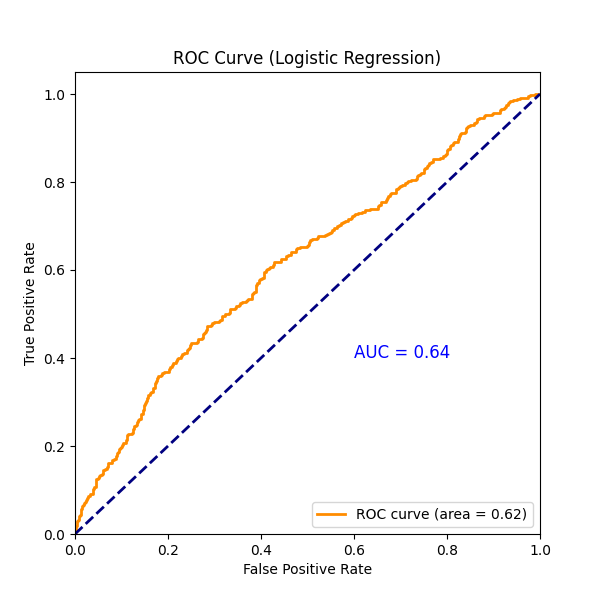 ROC Curve (Logistic Regression)
True Positive Rate
1.0
0.8
0.6
0.4
0.2
0.0
AUC = 0.64
ROC curve (area = 0.62)
0.0 0.2 0.4 0.6 0.8 1.0
False Positive Rate